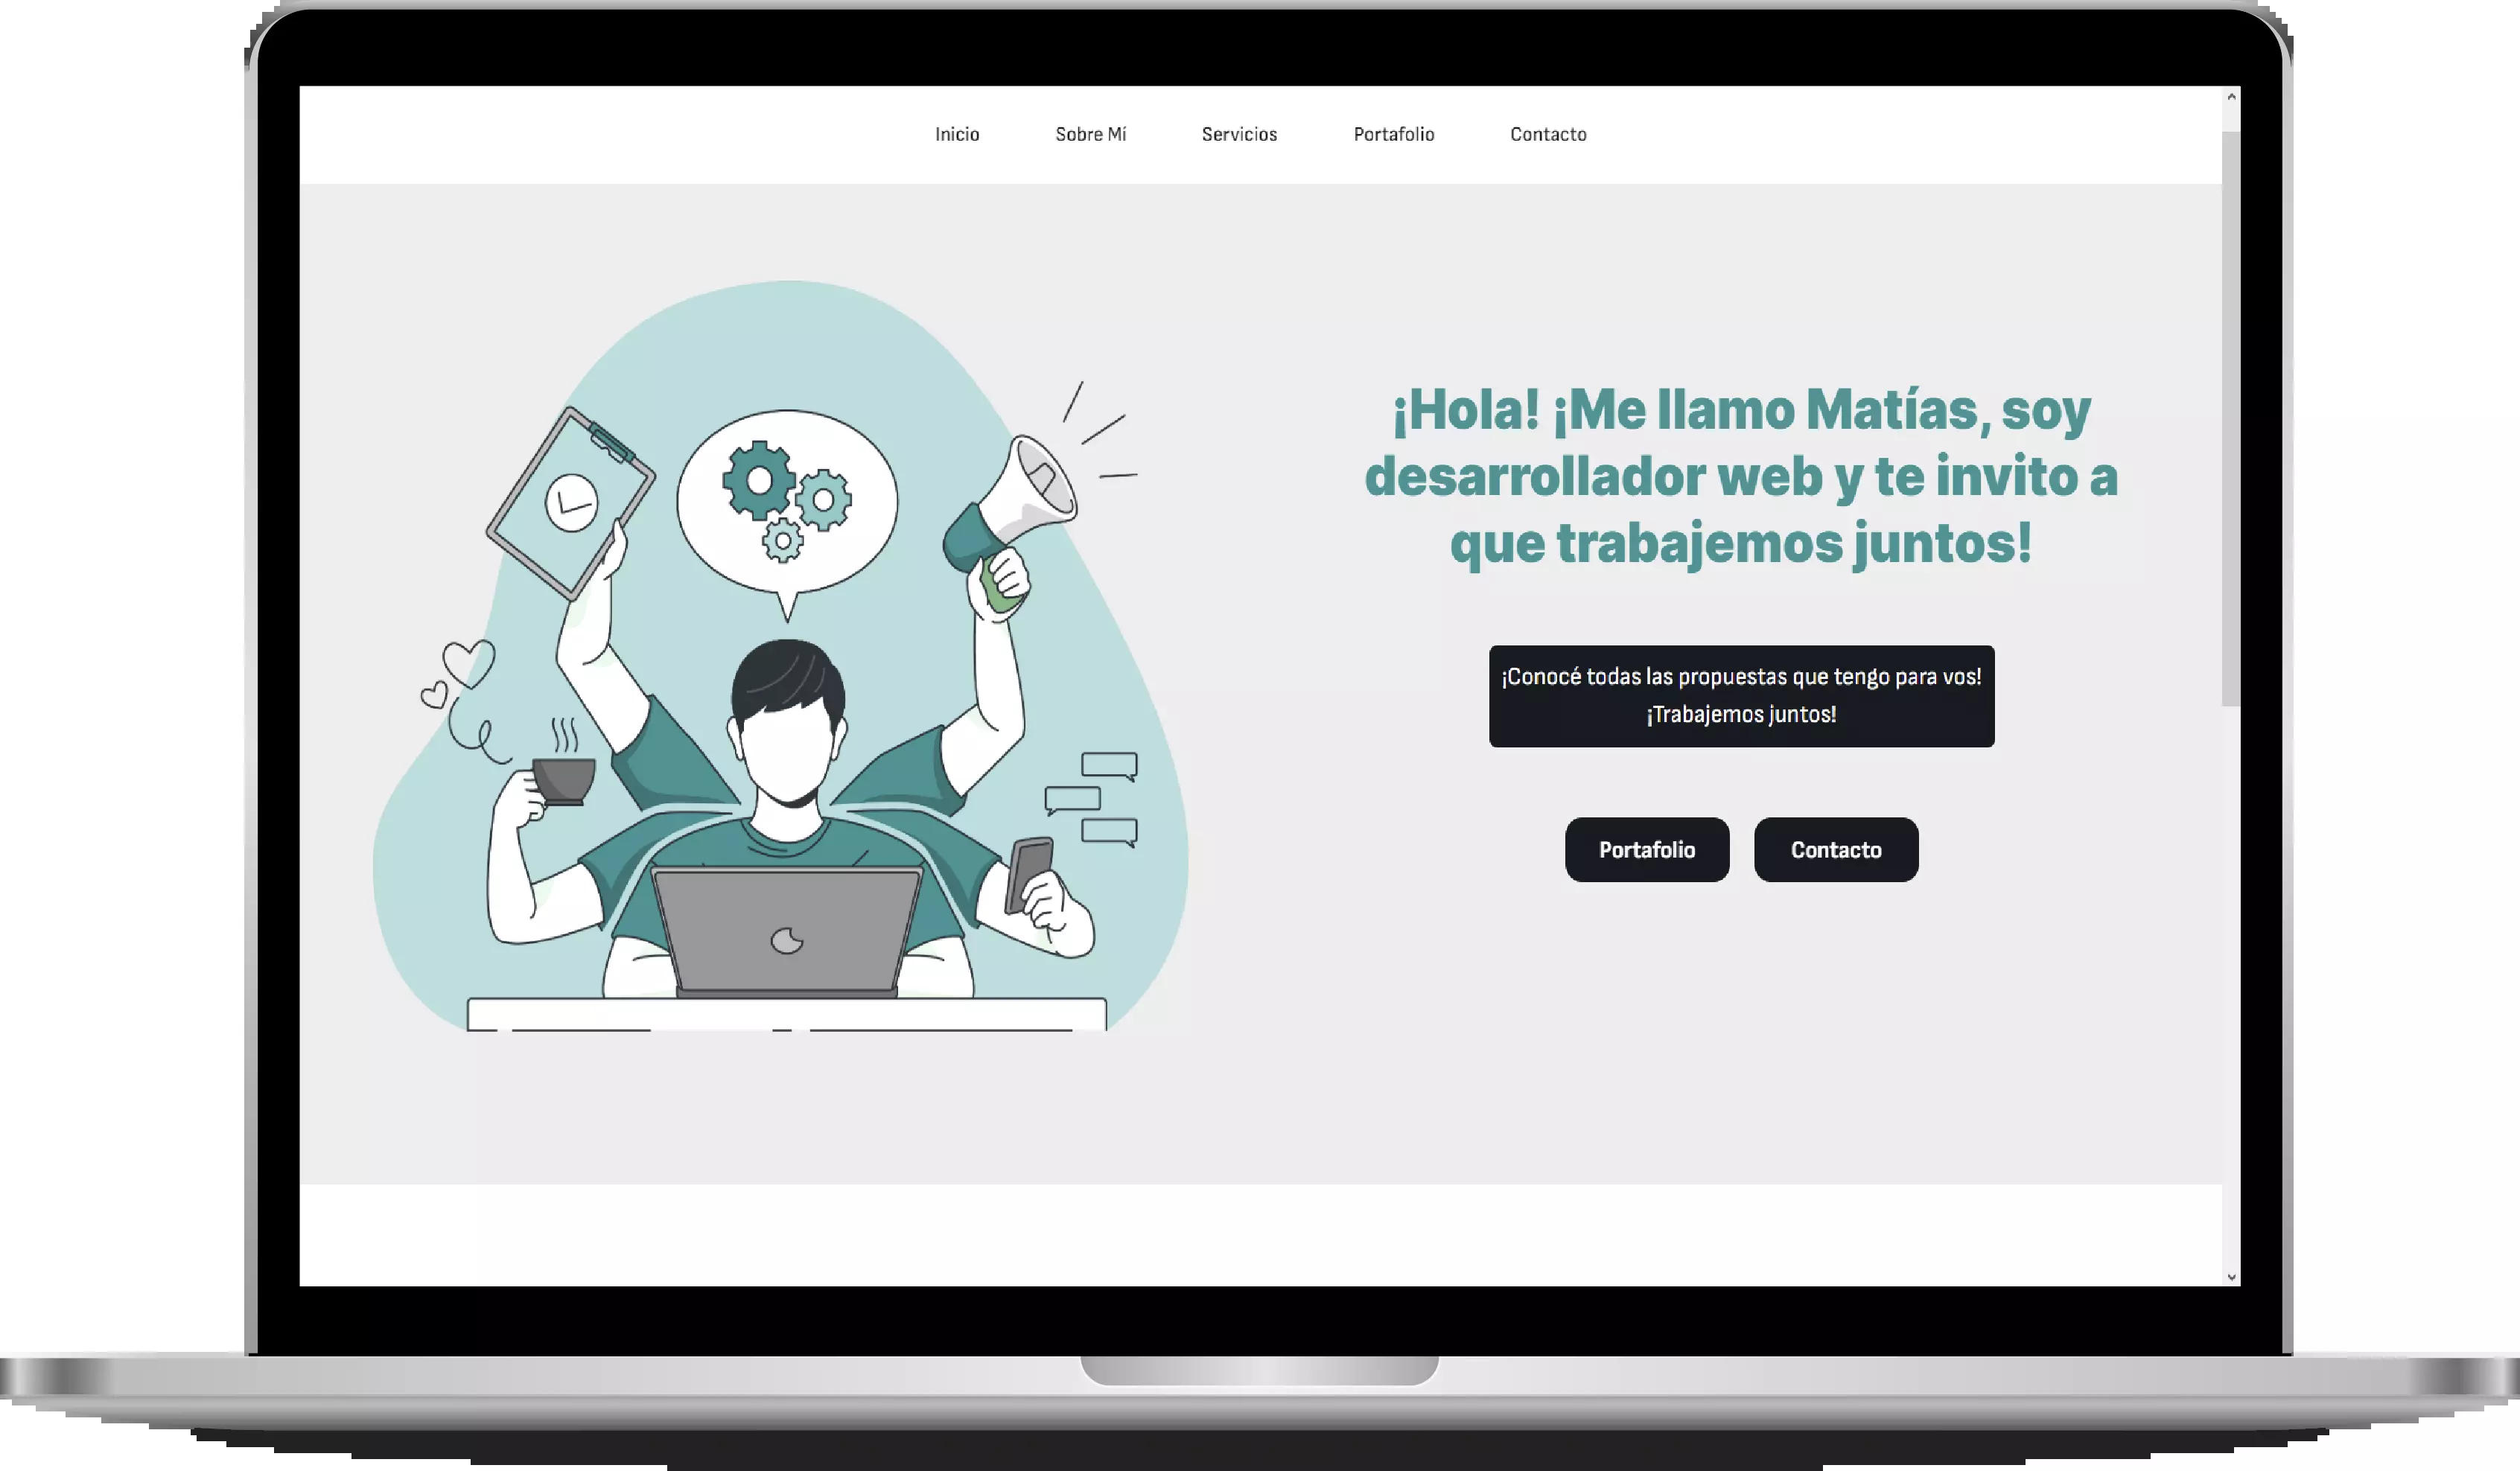 Inicio Sobre Mí Servicios Portafolio Contacto
¡Hola! ¡Me llamo Matías, soy
desarrollador web y te invito a
que trabajemos juntos!
¡Conocé todas las propuestas que tengo para vos!
¡Trabajemos juntos!
Portafolio Contacto